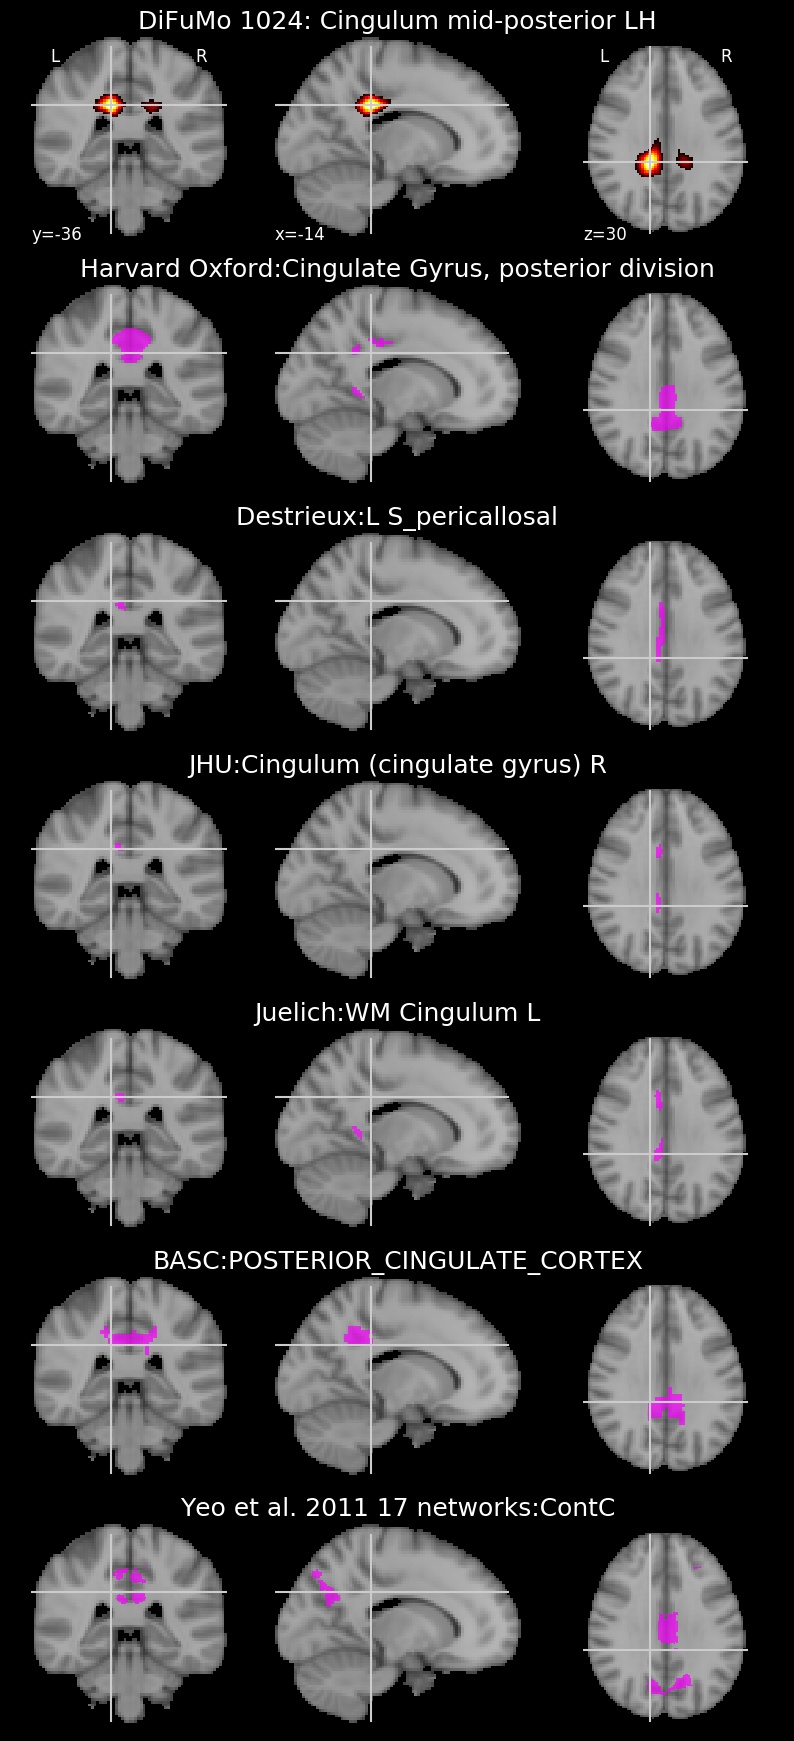 DiFuMo 1024: Cingulum mid-posterior LH
L R L R
y=-36 x=-14 z=30
Harvard Oxford:Cingulate Gyrus, posterior division
Destrieux:L S_pericallosal
JHU:Cingulum (cingulate gyrus) R
Juelich:WM Cingulum L
BASC:POSTERIOR_CINGULATE_CORTEX
Yeo et al. 2011 17 networks:ContC